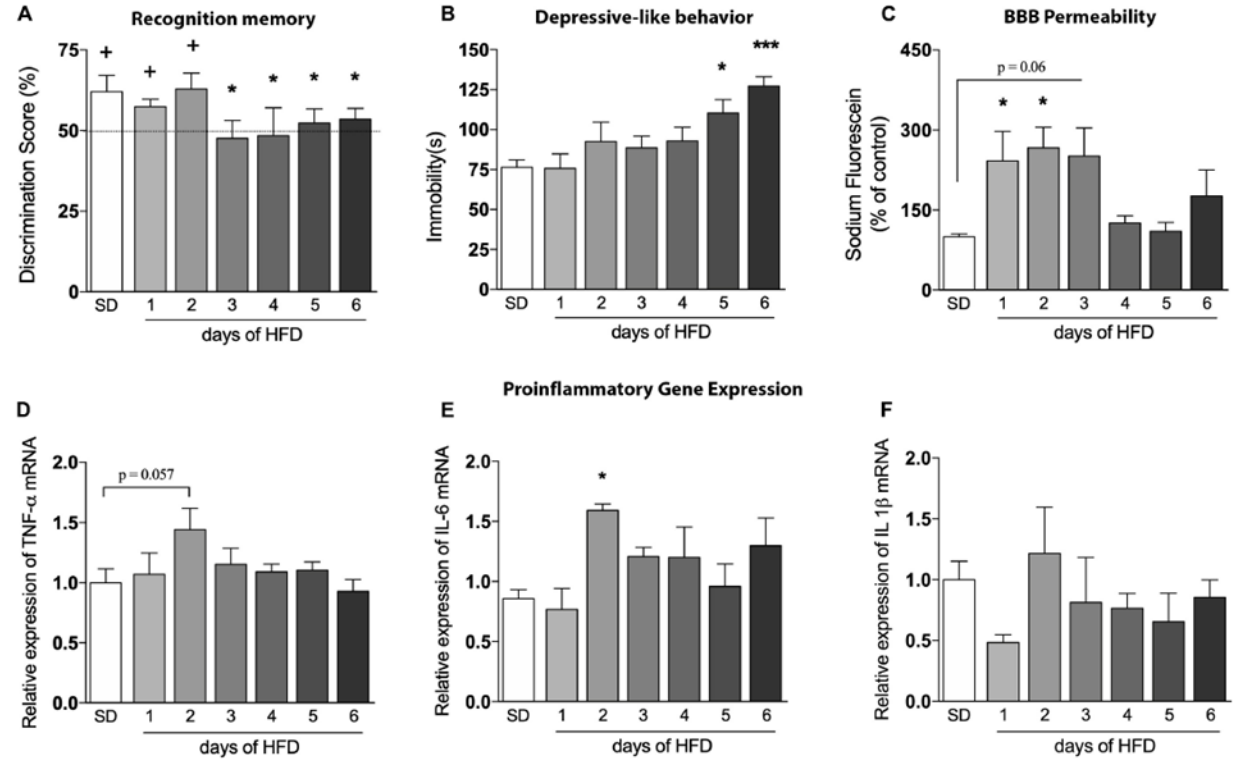 A
Recognition memory
Discrimination Score (%)
75
50
25
0
+
+
+
*
*
*
*
SD 1 2 3 4 5 6
days of HFD
B
Depressive-like behavior
Immobility(s)
150
125
100
75
50
25
0
*
***
SD 1 2 3 4 5 6
days of HFD
C
BBB Permeability
Sodium Fluorescein
(% of control)
450
300
150
0
p = 0.06
*
*
SD 1 2 3 4 5 6
days of HFD
Proinflammatory Gene Expression
D
Relative expression of TNF-α mRNA
2.0
1.5
1.0
0.5
0.0
p = 0.057
SD 1 2 3 4 5 6
days of HFD
E
Relative expression of IL-6 mRNA
2.0
1.5
1.0
0.5
0.0
*
SD 1 2 3 4 5 6
days of HFD
F
Relative expression of IL 1β mRNA
2.0
1.5
1.0
0.5
0.0
SD 1 2 3 4 5 6
days of HFD